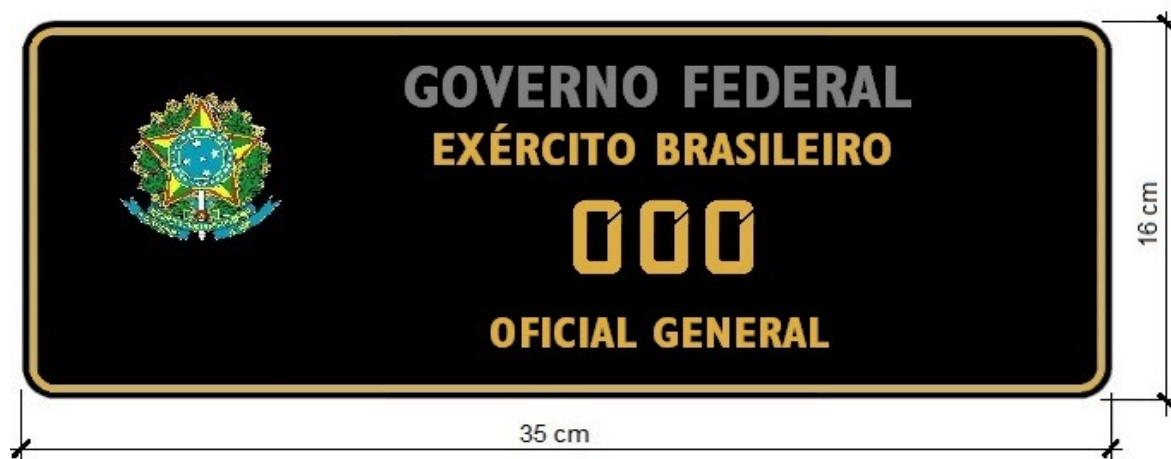 GOVERNO FEDERAL
EXÉRCITO BRASILEIRO
000
OFICIAL GENERAL
16 cm
35 cm